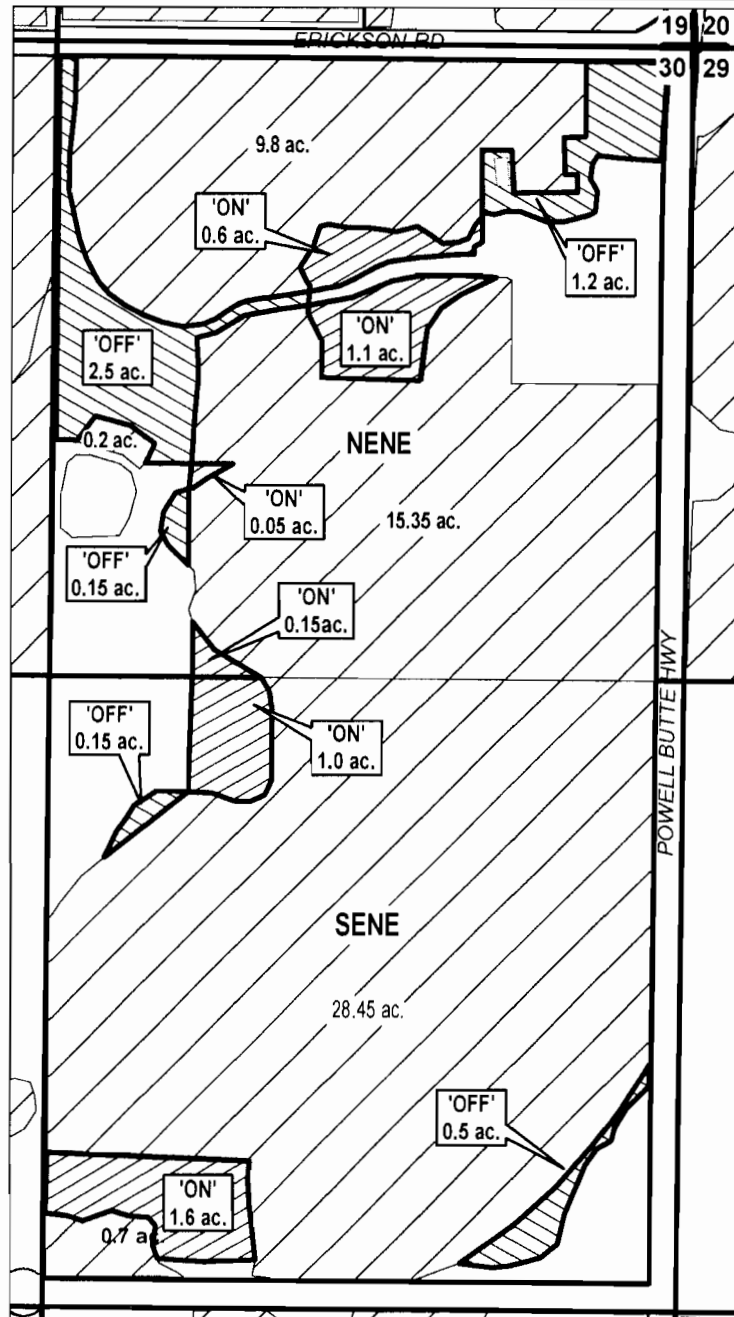 19 20
ERICKSON RD
30 29
9.8 ac.
'ON'
0.6 ac.
'OFF'
1.2 ac.
'ON'
1.1 ac.
'OFF'
2.5 ac.
0.2 ac.
NENE
'ON'
0.05 ac.
15.35 ac.
'OFF'
0.15 ac.
'ON'
0.15ac.
'OFF'
0.15 ac.
'ON'
1.0 ac.
POWELL BUTTE HWY
SENE
28.45 ac.
'OFF'
0.5 ac.
'ON'
1.6 ac.
0.7 a